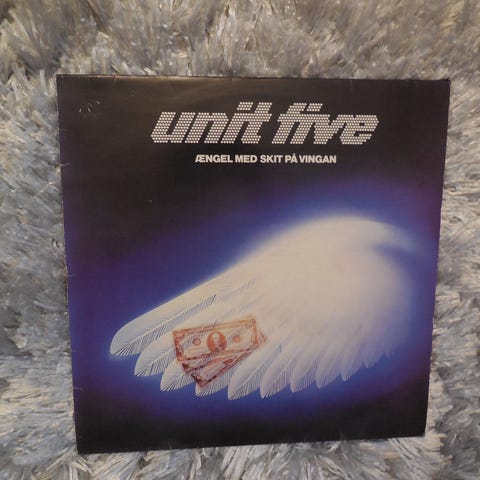 unit five
ÆNGEL MED SKIT PÅ VINGAN